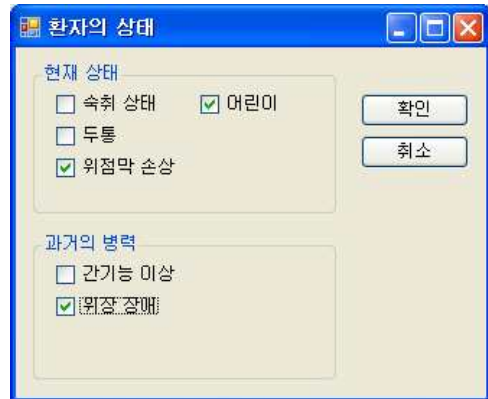 환자의 상태
현재 상태
숙취 상태 어린이
두통
위점막 손상
확인
취소
과거의 병력
간기능 이상
위장 장애